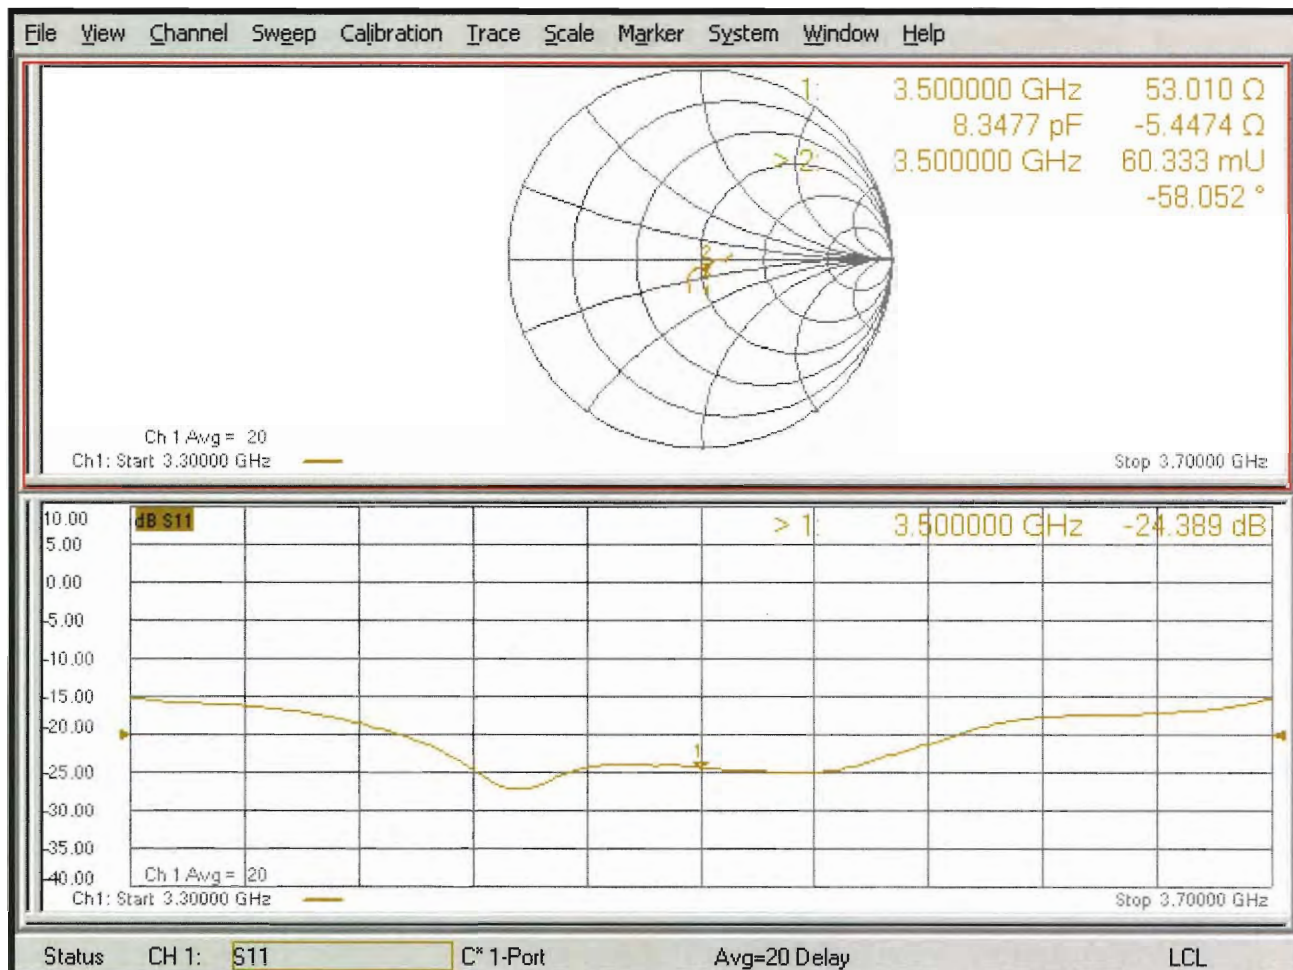 File View Channel Sweep Calibration Trace Scale Marker System Window Help
1: 3.500000 GHz 53.010 Ω
8.3477 pF -5.4474 Ω
> 2: 3.500000 GHz 60.333 mU
-58.052 °
2
1
Ch 1 Avg = 20
Ch1: Start 3.30000 GHz
Stop 3.70000 GHz
10.00
dB S11
> 1: 3.500000 GHz -24.389 dB
5.00
0.00
-5.00
-10.00
-15.00
-20.00
1
-25.00
-30.00
-35.00
-40.00
Ch 1 Avg = 20
Ch1: Start 3.30000 GHz
Stop 3.70000 GHz
Status CH 1: S11 C* 1-Port Avg=20 Delay LCL